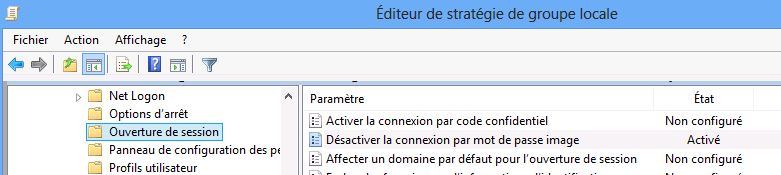 Éditeur de stratégie de groupe locale
Fichier Action Affichage ?
Net Logon
Options d'arrêt
Ouverture de session
Panneau de configuration des pe
Profils utilisateur
Paramètre État
Activer la connexion par code confidentiel Non configuré
Désactiver la connexion par mot de passe image Activé
Affecter un domaine par défaut pour l'ouverture de session Non configuré
Non configuré